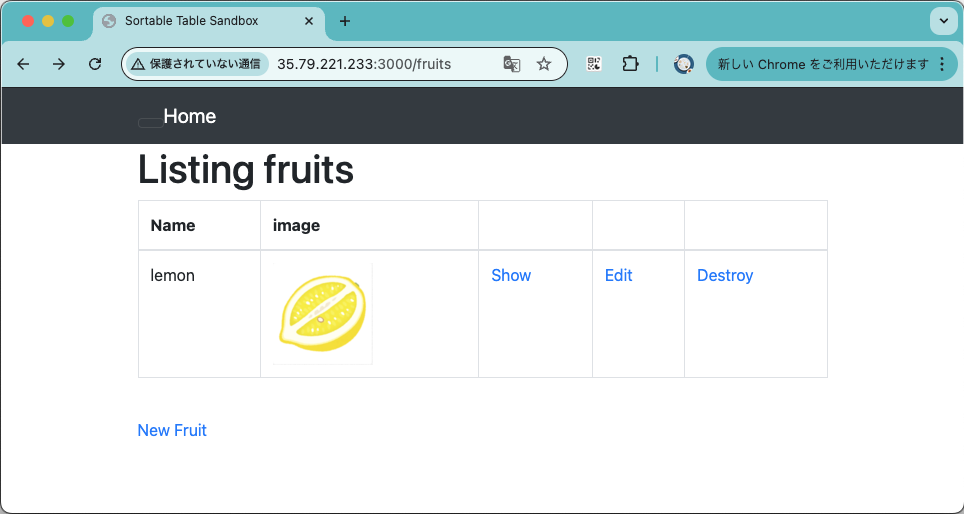 Sortable Table Sandbox
保護されていない通信 35.79.221.233:3000/fruits 新しい Chrome をご利用いただけます
Home
Listing fruits
Name image
lemon Show Edit Destroy
New Fruit